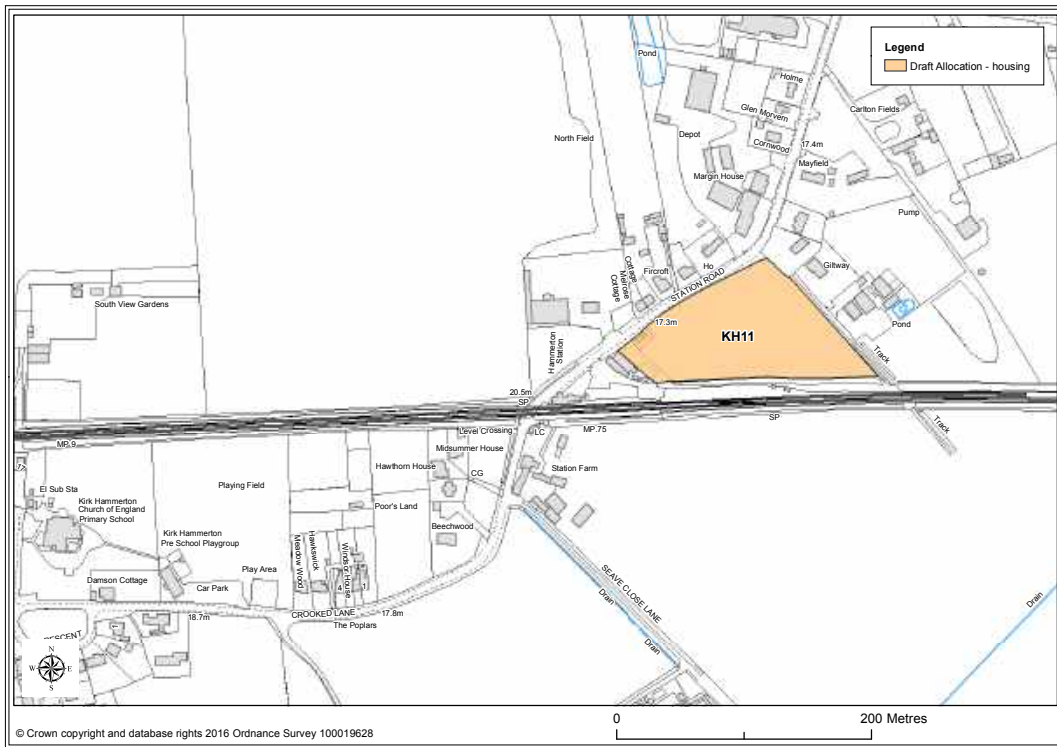 Legend
Draft Allocation - housing
Pond
Holme
Glen Morvern
Carlton Fields
North Field
Depot
Cornwood
17.4m
Mayfield
Margin House
Pump
Cottage
Melrose
Cottage
Fircroft
Ho
STATION ROAD
Giltway
South View Gardens
17.3m
KH11
Pond
Hammerton
Station
Track
20.5m
SP
MP.9
Level Crossing
LC
MP.75
SP
Track
Midsummer House
17
Hawthorn House
CG
Station Farm
El Sub Sta
Playing Field
Kirk Hammerton
Church of England
Primary School
Poor's Land
Beechwood
Kirk Hammerton
Pre School Playgroup
Meadow Wood
Hawkswick
Windsor House
Play Area
Damson Cottage
Car Park
4
1
SEAVE CLOSE LANE
Drain
Drain
Drain
CROOKED LANE
17.8m
18.7m
The Poplars
1
N
W
E
S
0
200 Metres
© Crown copyright and database rights 2016 Ordnance Survey 100019628